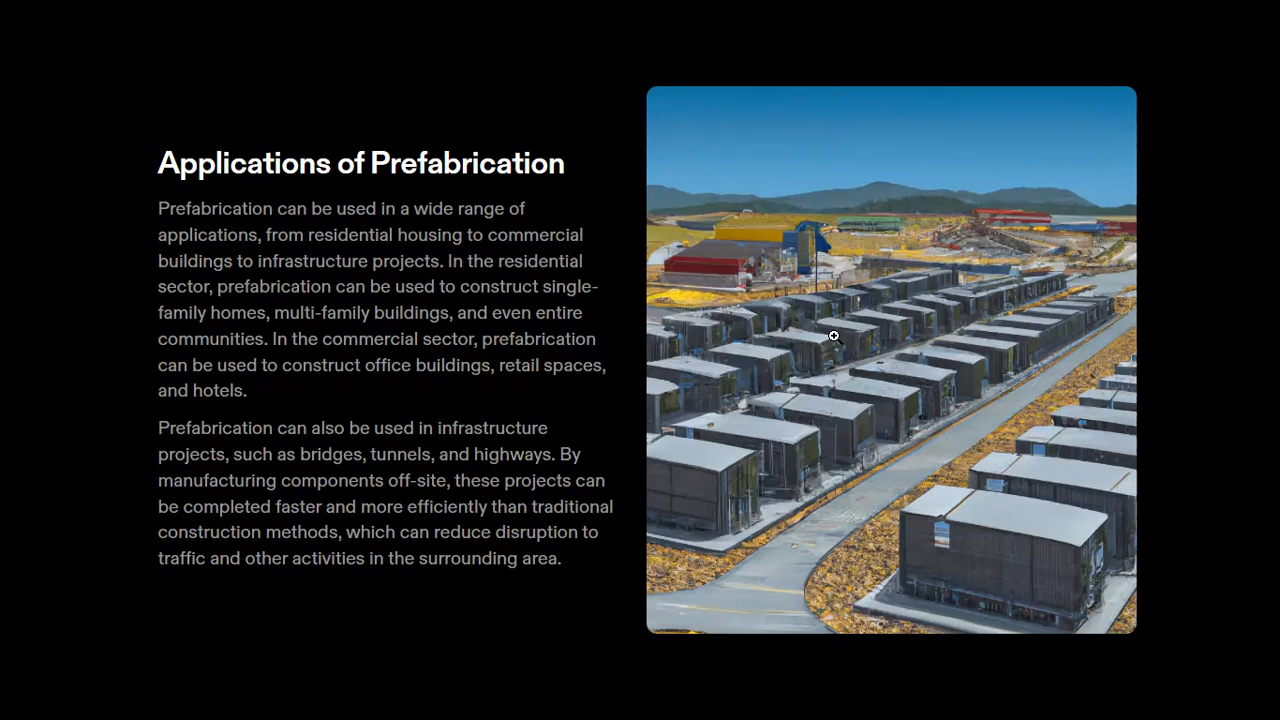 Applications of Prefabrication
Prefabrication can be used in a wide range of
applications, from residential housing to commercial
buildings to infrastructure projects. In the residential
sector, prefabrication can be used to construct single-
family homes, multi-family buildings, and even entire
communities. In the commercial sector, prefabrication
can be used to construct office buildings, retail spaces,
and hotels.
Prefabrication can also be used in infrastructure
projects, such as bridges, tunnels, and highways. By
manufacturing components off-site, these projects can
be completed faster and more efficiently than traditional
construction methods, which can reduce disruption to
traffic and other activities in the surrounding area.